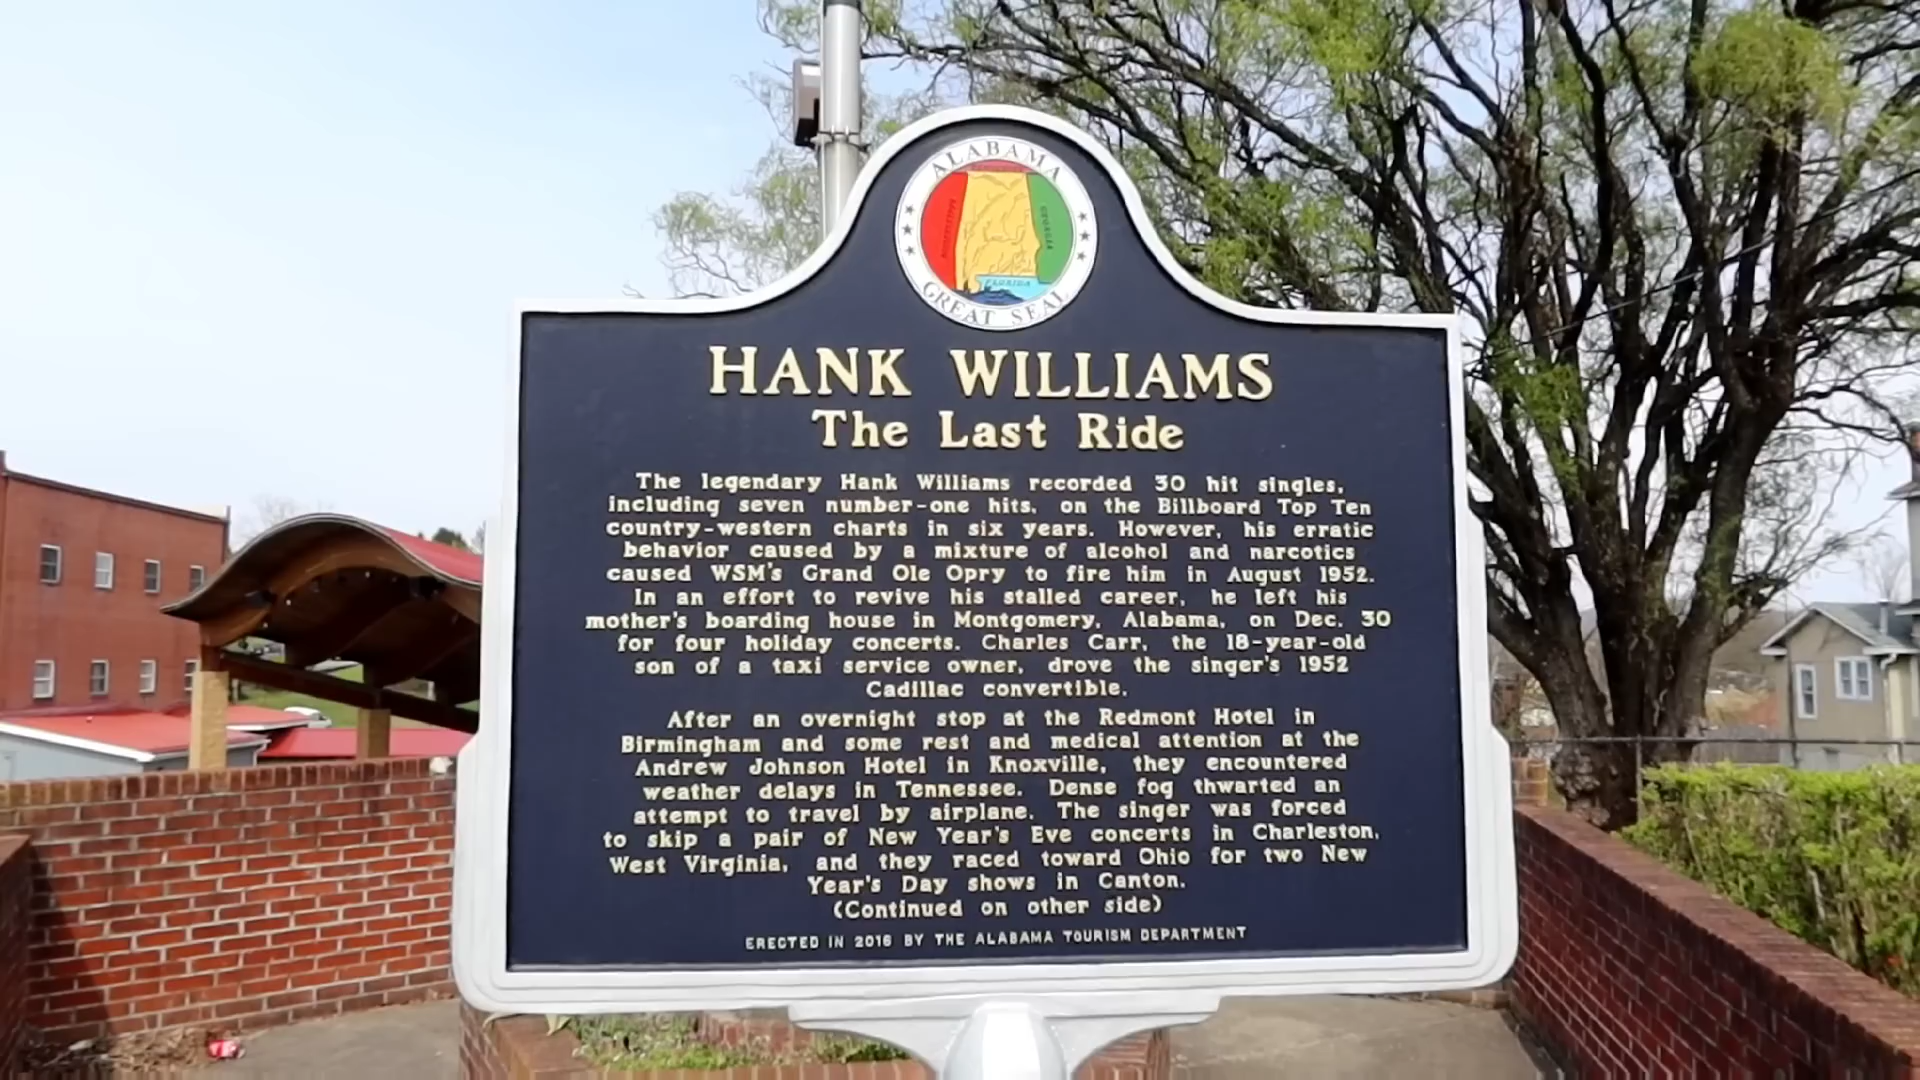 ALABAMA
MISSISSIPPI
GEORGIA
FLORIDA
GREAT SEAL
HANK WILLIAMS
The Last Ride
The legendary Hank Williams recorded 30 hit singles,
including seven number-one hits, on the Billboard Top Ten
country-western charts in six years. However, his erratic
behavior caused by a mixture of alcohol and narcotics
caused WSM's Grand Ole Opry to fire him in August 1952.
In an effort to revive his stalled career, he left his
mother's boarding house in Montgomery, Alabama, on Dec. 30
for four holiday concerts. Charles Carr, the 18-year-old
son of a taxi service owner, drove the singer's 1952
Cadillac convertible.
After an overnight stop at the Redmont Hotel in
Birmingham and some rest and medical attention at the
Andrew Johnson Hotel in Knoxville, they encountered
weather delays in Tennessee. Dense fog thwarted an
attempt to travel by airplane. The singer was forced
to skip a pair of New Year's Eve concerts in Charleston,
West Virginia, and they raced toward Ohio for two New
Year's Day shows in Canton.
(Continued on other side)
ERECTED IN 2016 BY THE ALABAMA TOURISM DEPARTMENT